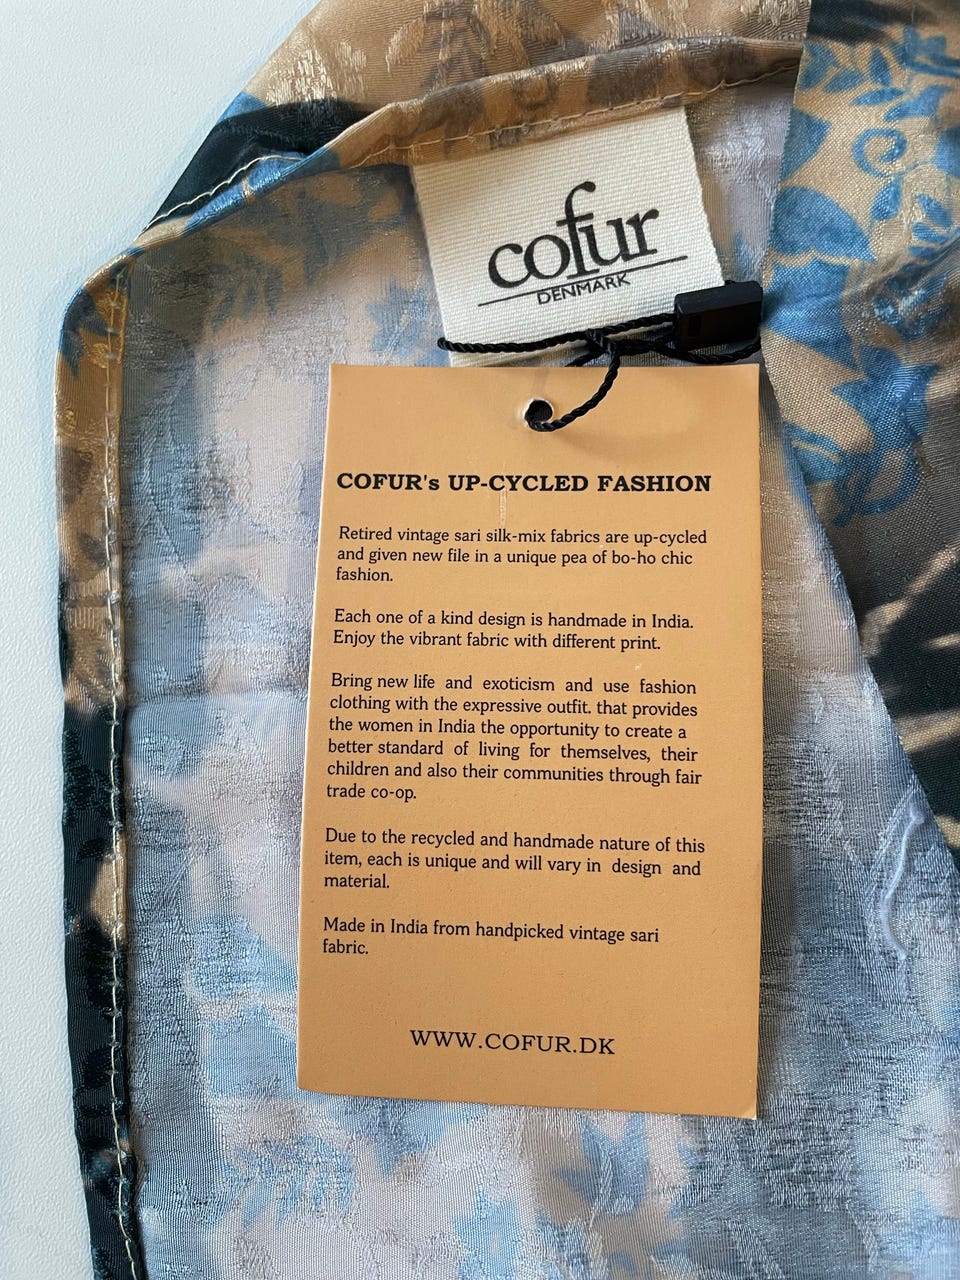 cofur
DENMARK
COFUR's UP-CYCLED FASHION
Retired vintage sari silk-mix fabrics are up-cycled
and given new file in a unique pea of bo-ho chic
fashion.
Each one of a kind design is handmade in India.
Enjoy the vibrant fabric with different print.
Bring new life and exoticism and use fashion
clothing with the expressive outfit. that provides
the women in India the opportunity to create a
better standard of living for themselves, their
children and also their communities through fair
trade co-op.
Due to the recycled and handmade nature of this
item, each is unique and will vary in design and
material.
Made in India from handpicked vintage sari
fabric.
WWW.COFUR.DK